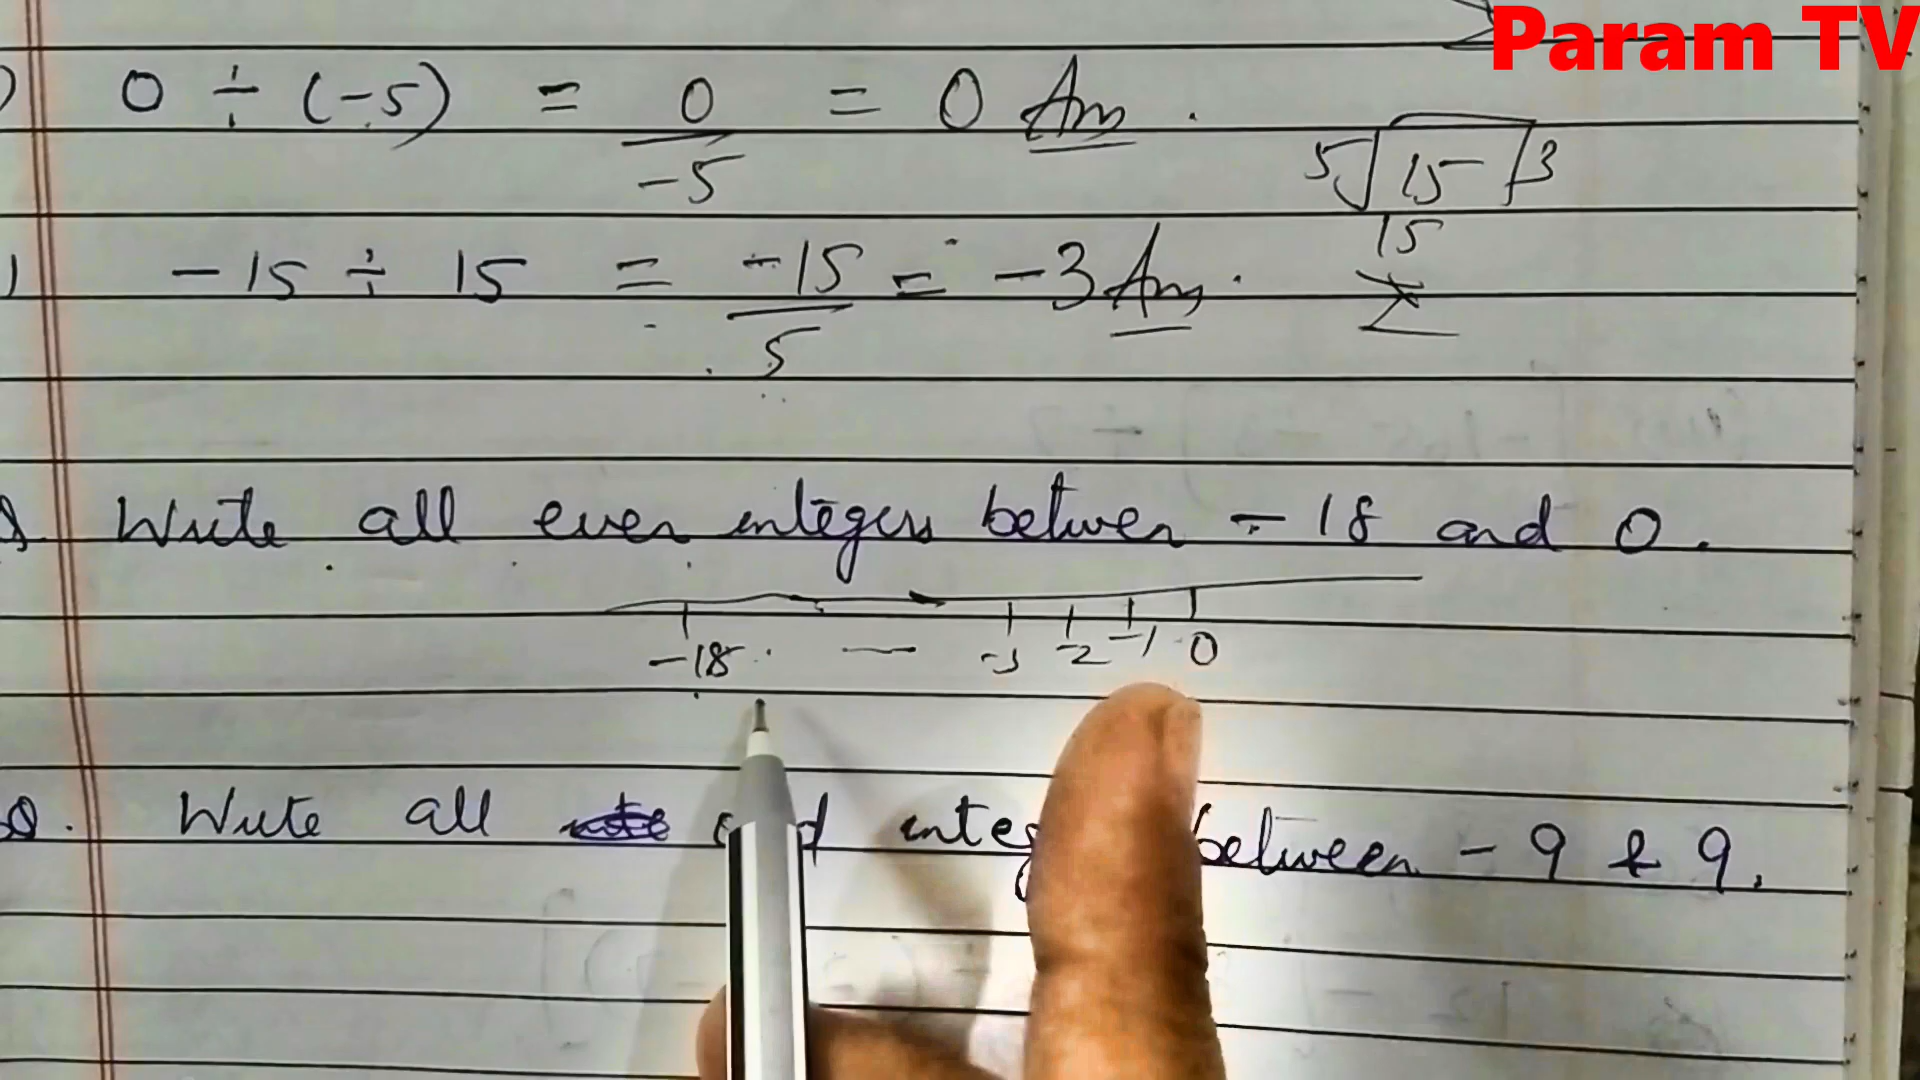 Param TV
) 0 ÷ (-5) = 0/-5 = 0 Ans.
5 15 3
15
) -15 ÷ 15 = -15/5 = -3 Ans.
Q. Write all even integers between -18 and 0.
-18 — -3 -2 -1 0
Q. Write all between -9 & 9.